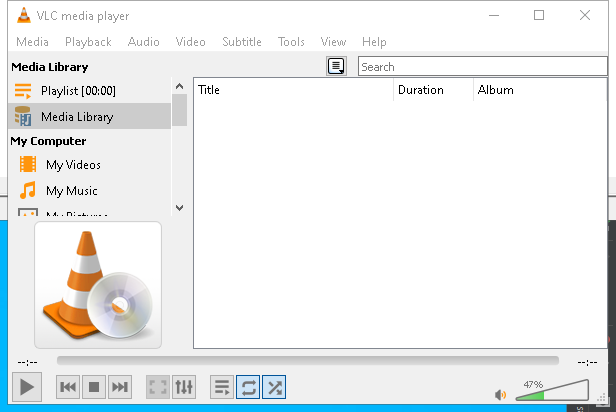 VLC media player
Media Playback Audio Video Subtitle Tools View Help
Media Library
Search
Playlist [00:00]
Title Duration Album
Media Library
My Computer
My Videos
My Music
My Pictures
--:-- --:--
47%